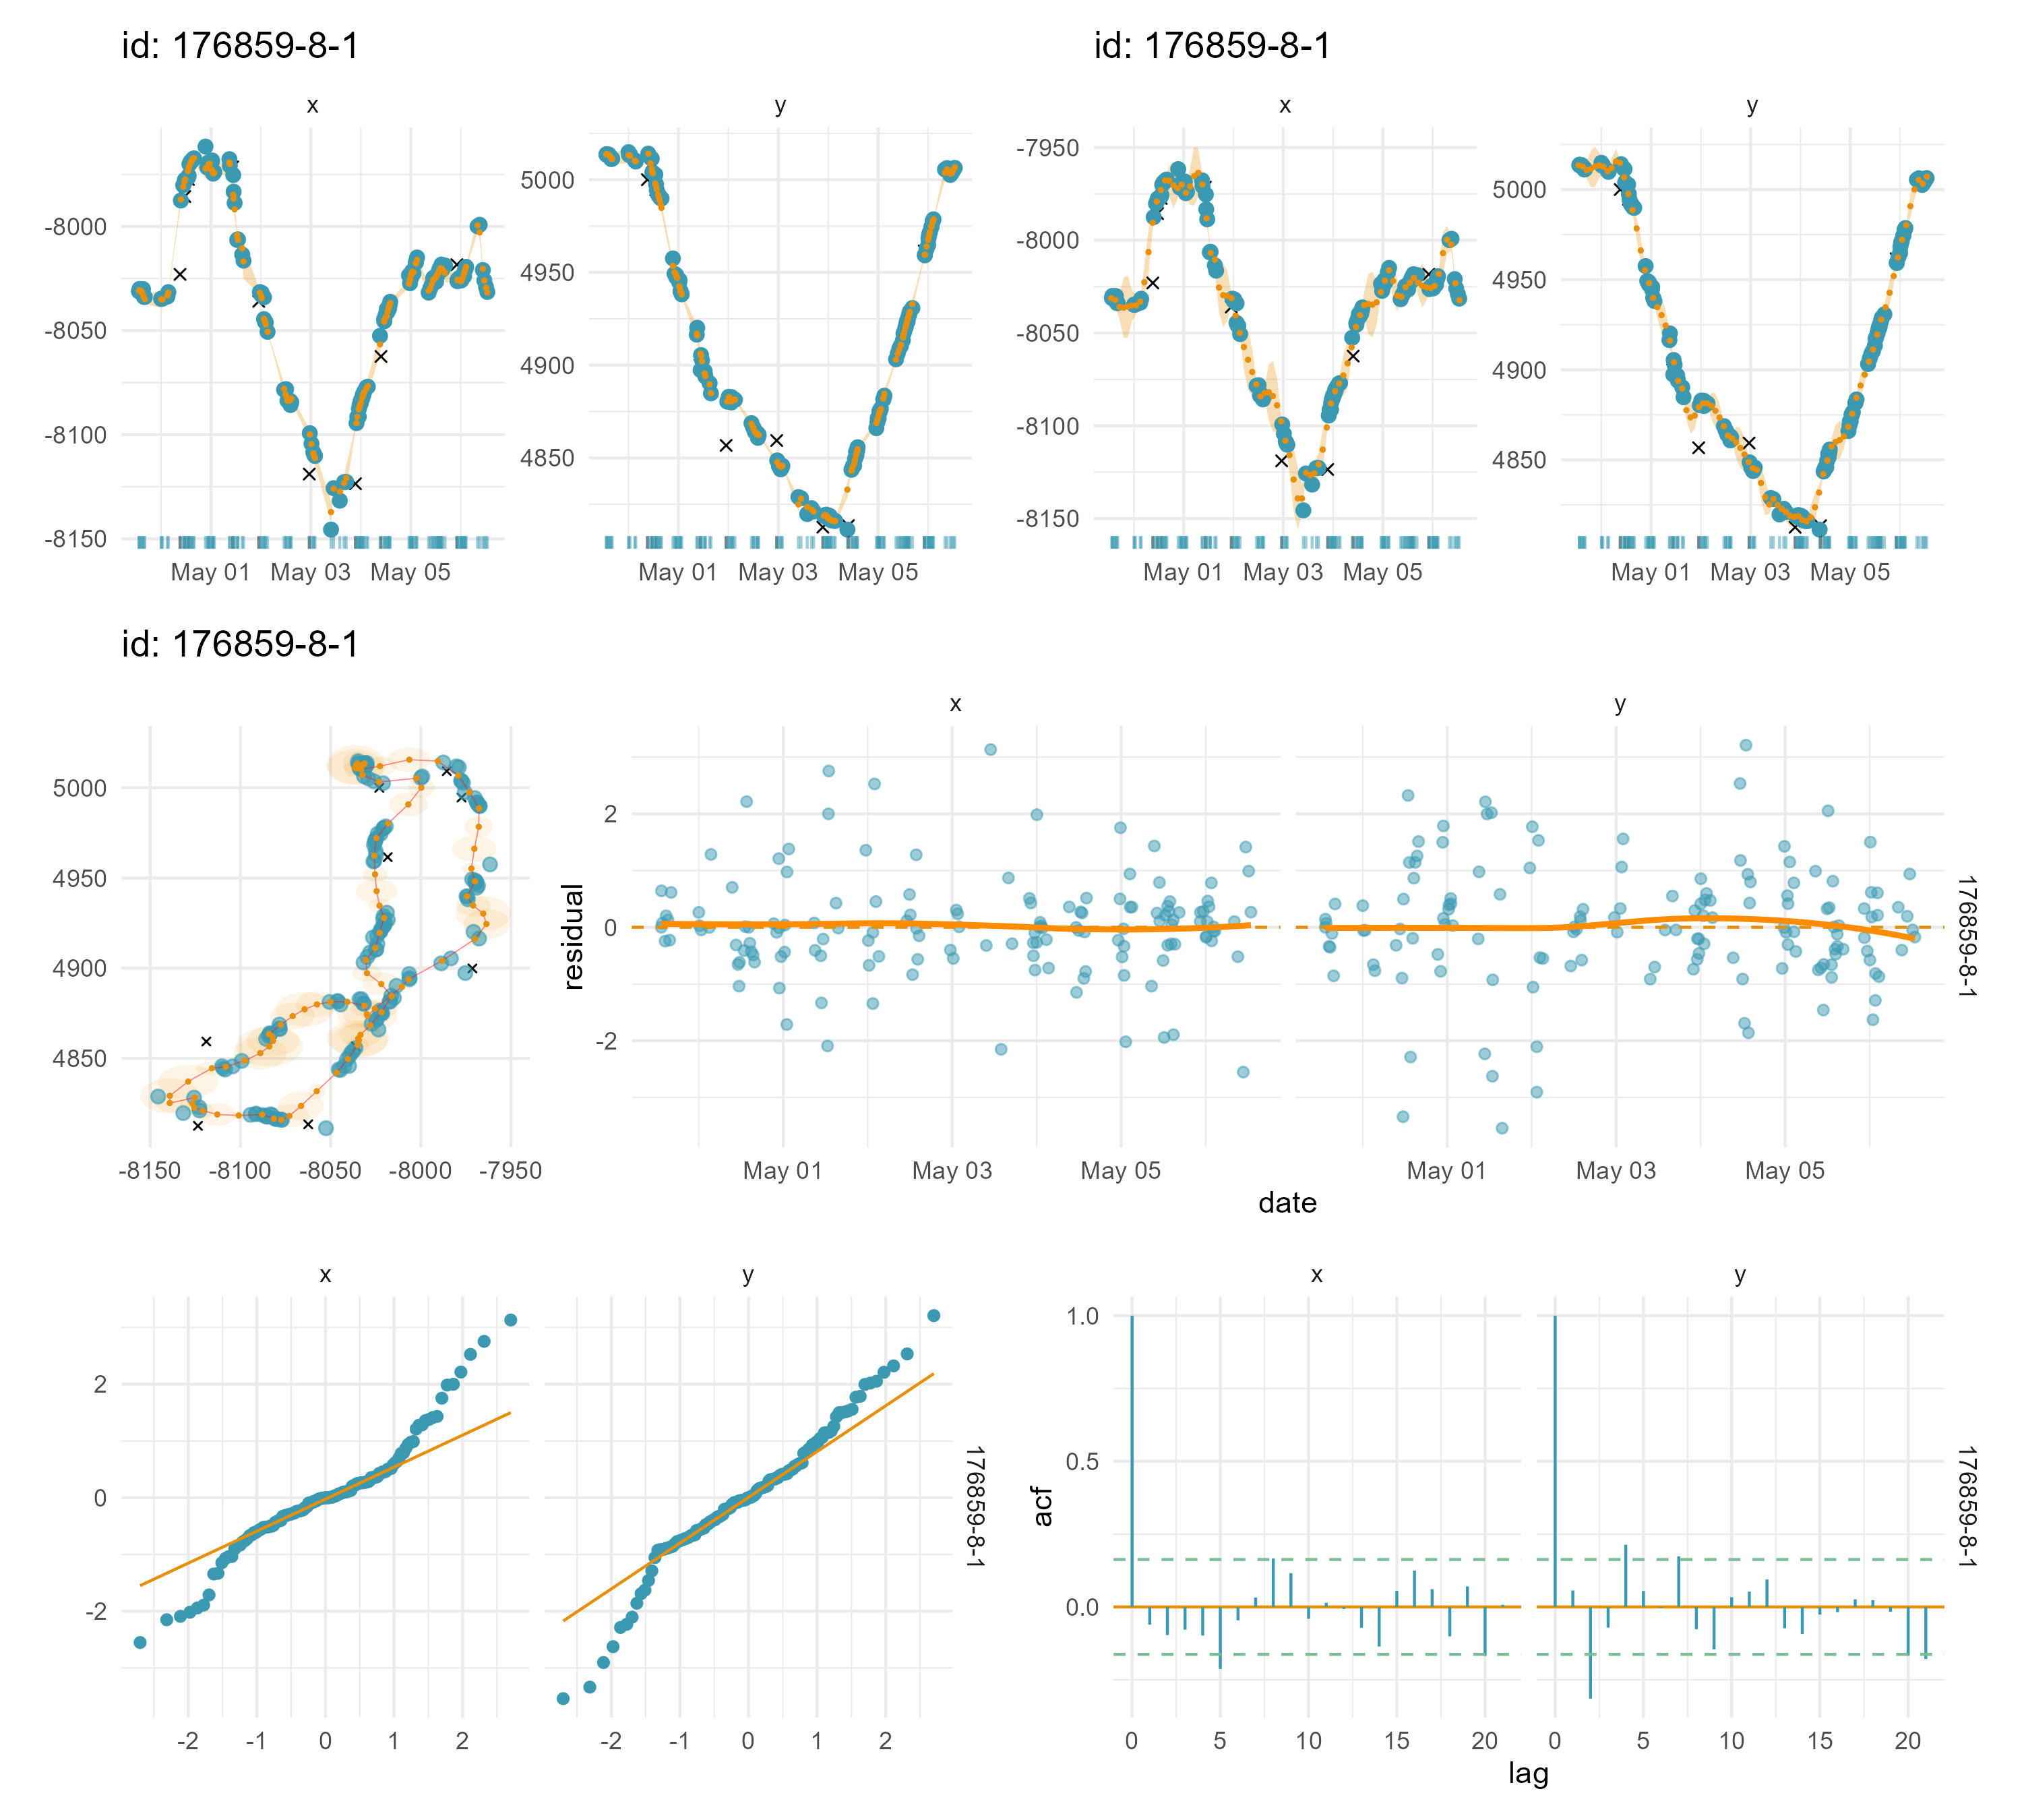 id: 176859-8-1
id: 176859-8-1
x
y
x
y
-8000
-8050
-8100
-8150
5000
4950
4900
4850
-7950
-8000
-8050
-8100
-8150
5000
4950
4900
4850
May 01 May 03 May 05
May 01 May 03 May 05
May 01 May 03 May 05
May 01 May 03 May 05
id: 176859-8-1
x
y
5000
4950
4900
4850
-8150 -8100 -8050 -8000 -7950
residual
2
0
-2
176859-8-1
May 01 May 03 May 05
May 01 May 03 May 05
date
x
y
2
0
-2
176859-8-1
-2 -1 0 1 2
-2 -1 0 1 2
x
y
acf
1.0
0.5
0.0
176859-8-1
0 5 10 15 20
0 5 10 15 20
lag